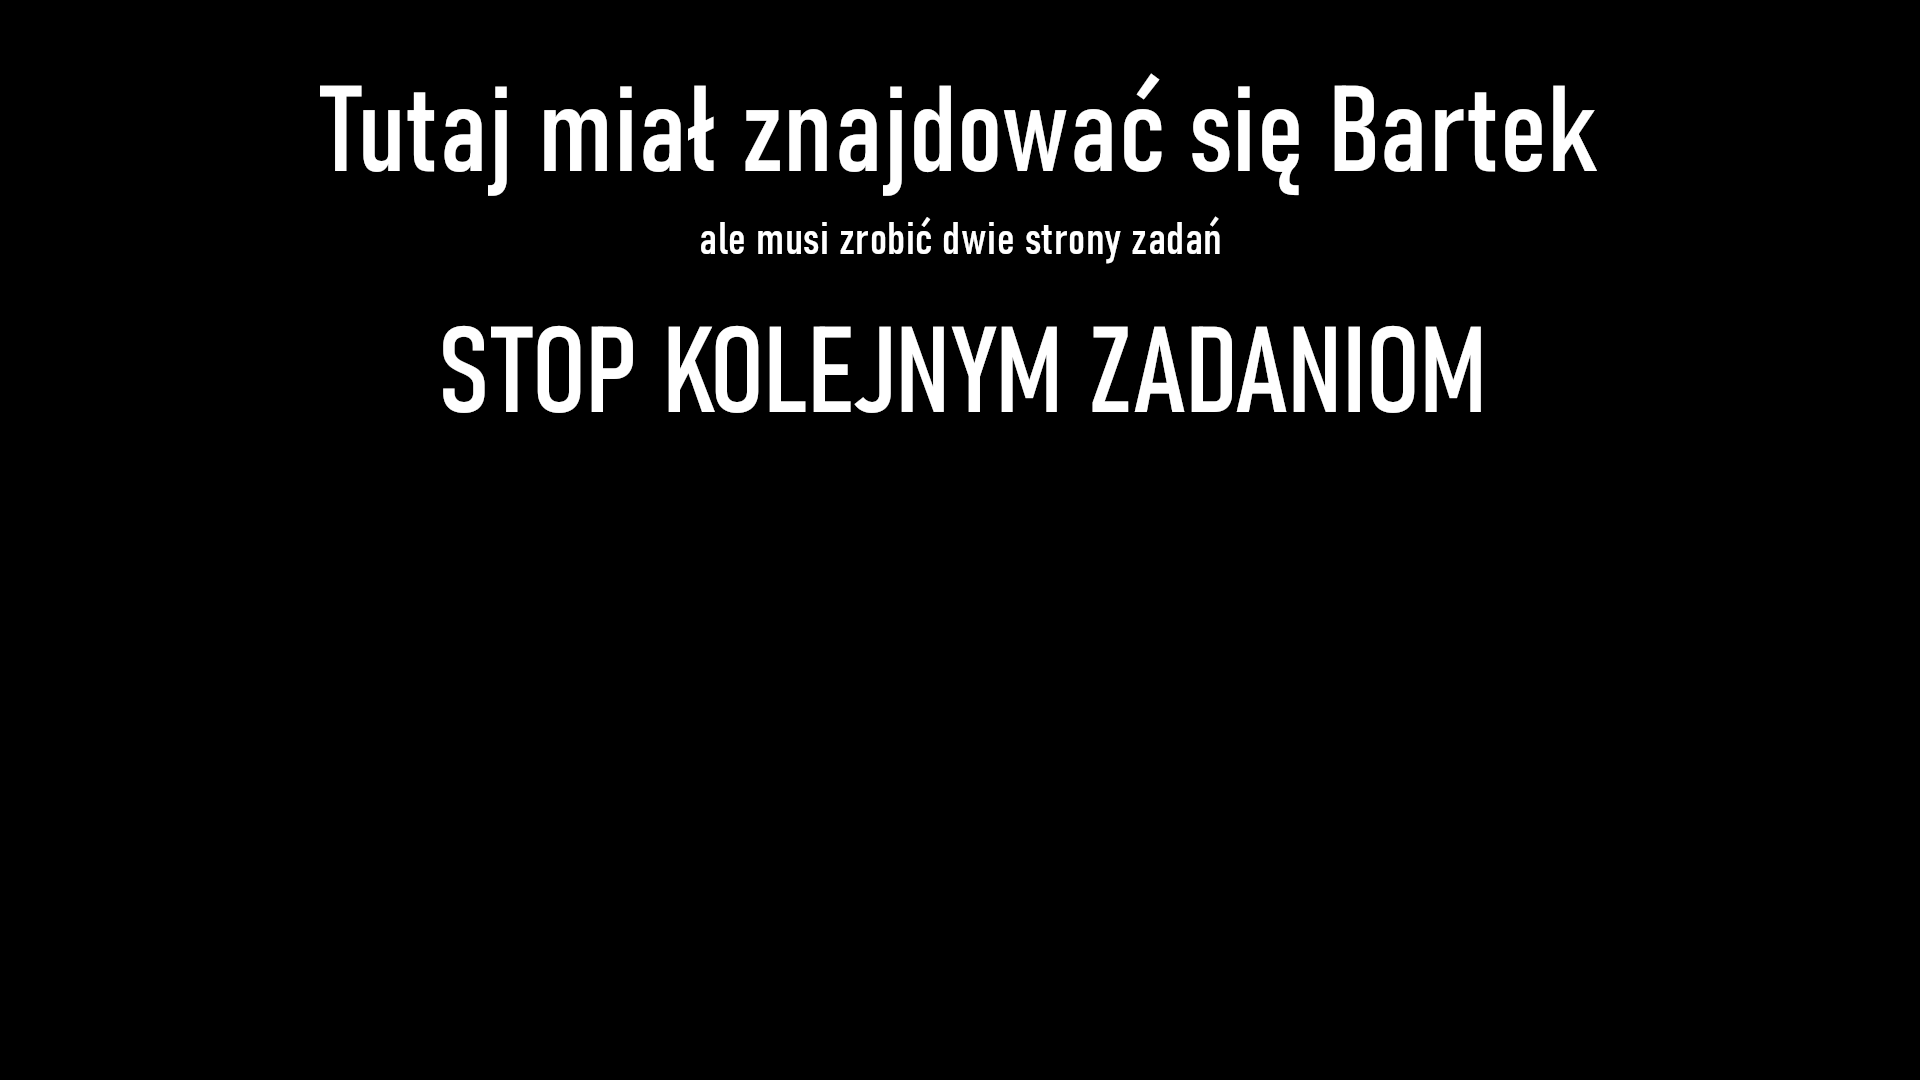 Tutaj miał znajdować się Bartek
ale musi zrobić dwie strony zadań
STOP KOLEJNYM ZADANIOM